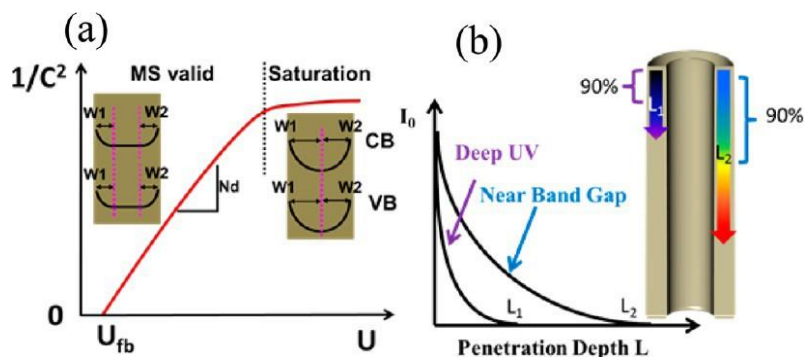 (a)
1/C²
MS valid
Saturation
W1 W2
W1 W2
W1 W2
CB
W1 W2
VB
Nd
0
U_fb
U
(b)
I₀
Deep UV
Near Band Gap
L₁
L₂
Penetration Depth L
90%
L₁
90%
L₂